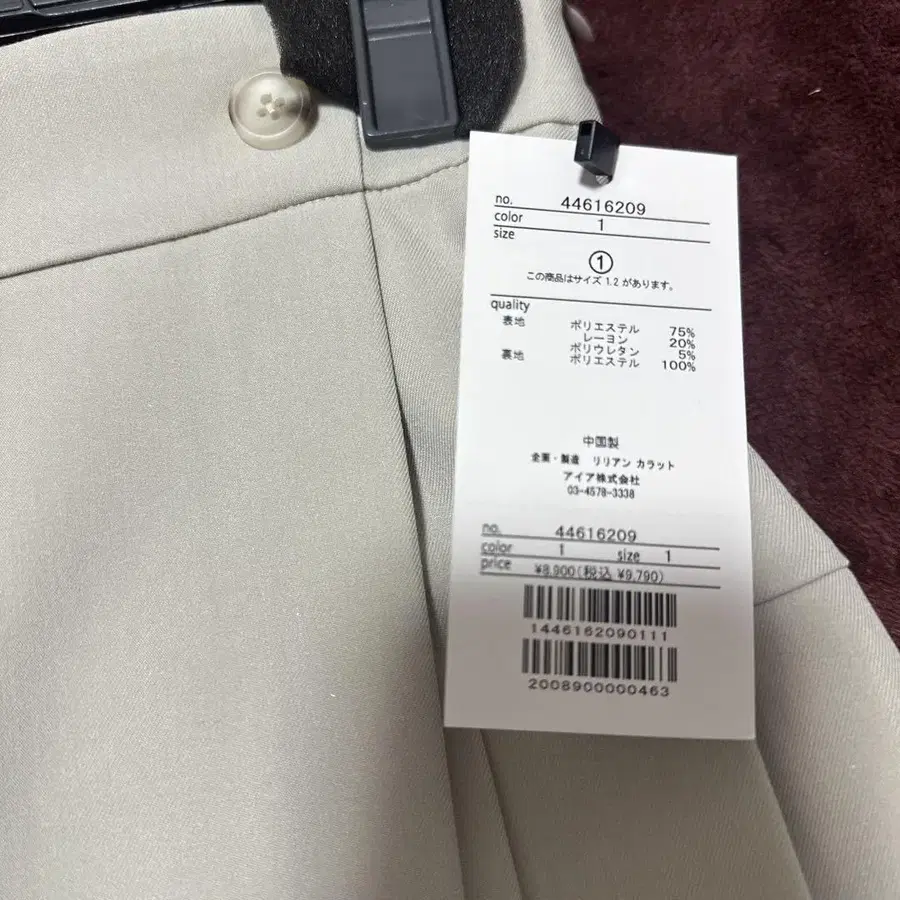 no. 44616209
color 1
size
①
この商品はサイズ 1.2 があります。
quality
表地 ポリエステル 75%
レーヨン 20%
ポリウレタン 5%
裏地 ポリエステル 100%
中国製
企画・製造 リリアン カラット
アイア株式会社
03-4578-3338
no. 44616209
color 1 size 1
price ¥8,900(税込 ¥9,790)
1446162090111
2008900000463